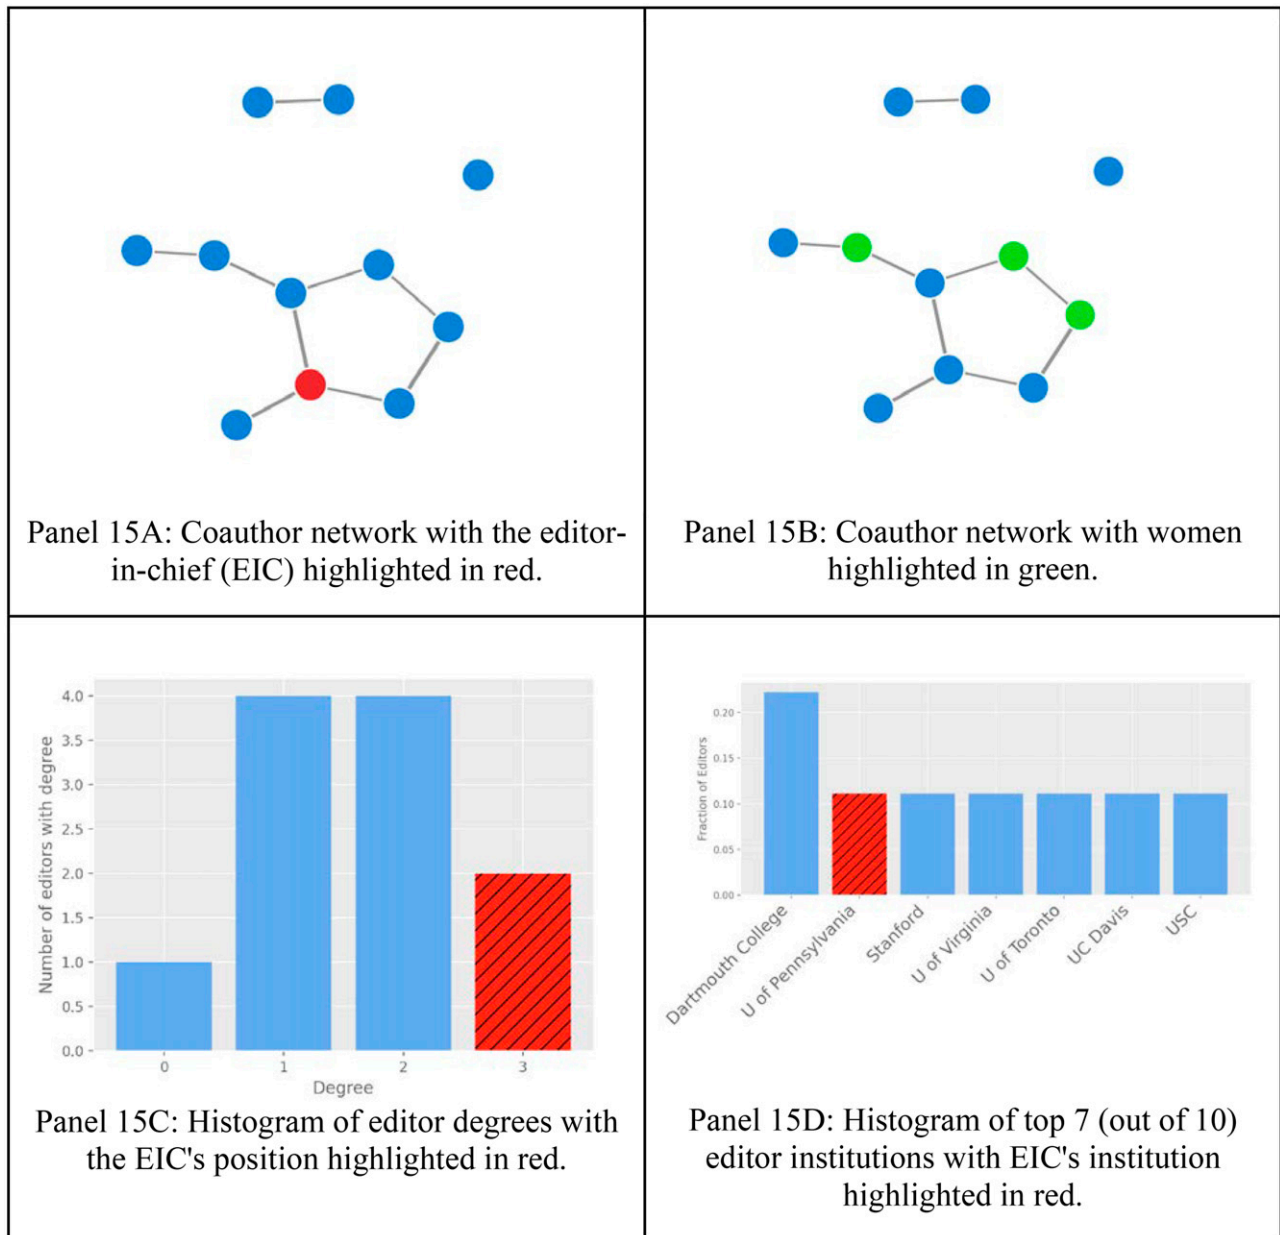 Panel 15A: Coauthor network with the editor-
in-chief (EIC) highlighted in red.
Panel 15B: Coauthor network with women
highlighted in green.
Number of editors with degree
4.0
3.5
3.0
2.5
2.0
1.5
1.0
0.5
0.0
0
1
2
3
Degree
Panel 15C: Histogram of editor degrees with
the EIC's position highlighted in red.
Fraction of Editors
0.20
0.15
0.10
0.05
0.00
Dartmouth College
U of Pennsylvania
Stanford
U of Virginia
U of Toronto
UC Davis
USC
Panel 15D: Histogram of top 7 (out of 10)
editor institutions with EIC's institution
highlighted in red.